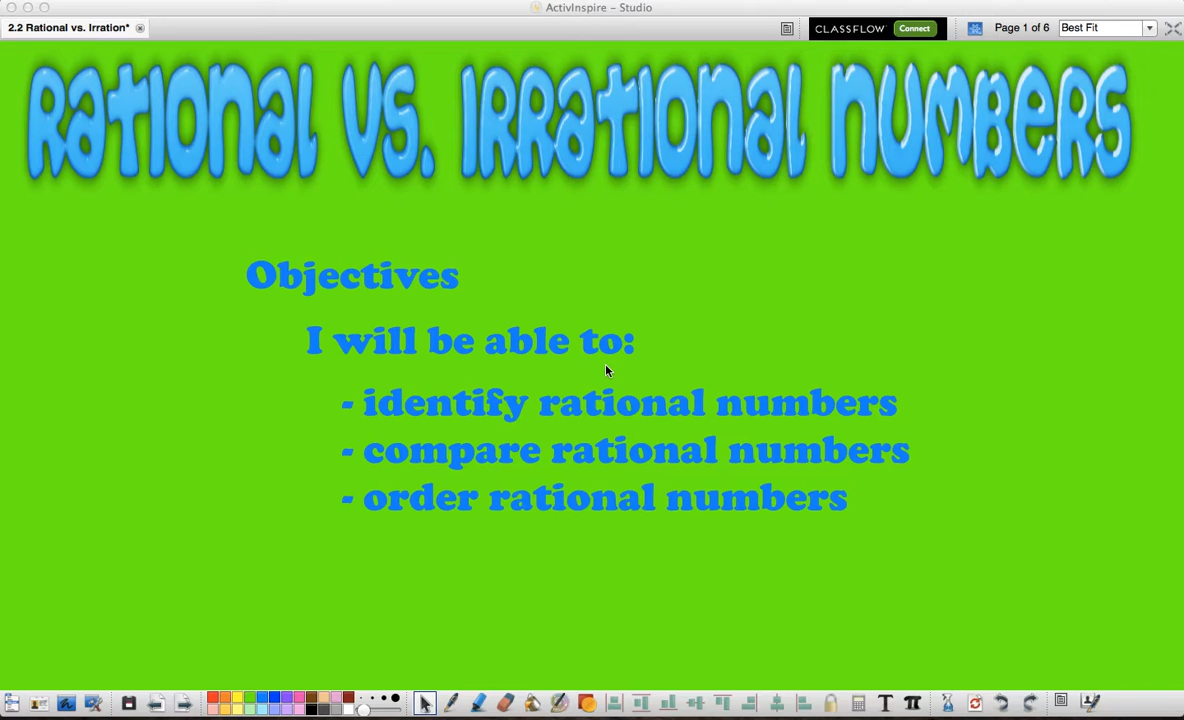 ActivInspire – Studio
2.2 Rational vs. Irration*
CLASSFLOW Connect
Page 1 of 6
Best Fit
Rational vs. Irrational Numbers
Objectives
I will be able to:
- identify rational numbers
- compare rational numbers
- order rational numbers
T π